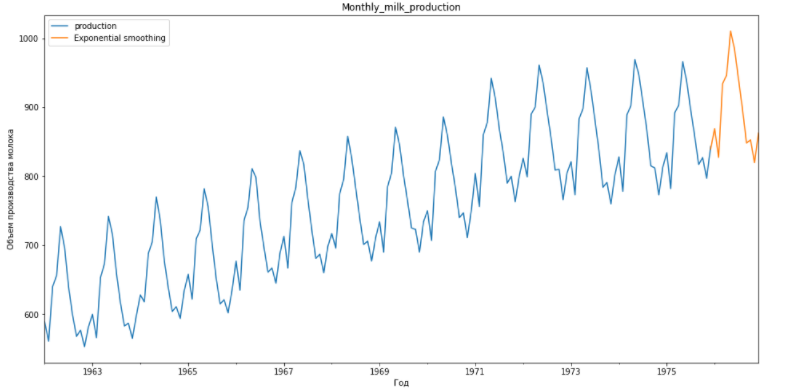 Monthly_milk_production
production
Exponential smoothing
Объем производства молока
1000
900
800
700
600
1963
1965
1967
1969
1971
1973
1975
Год